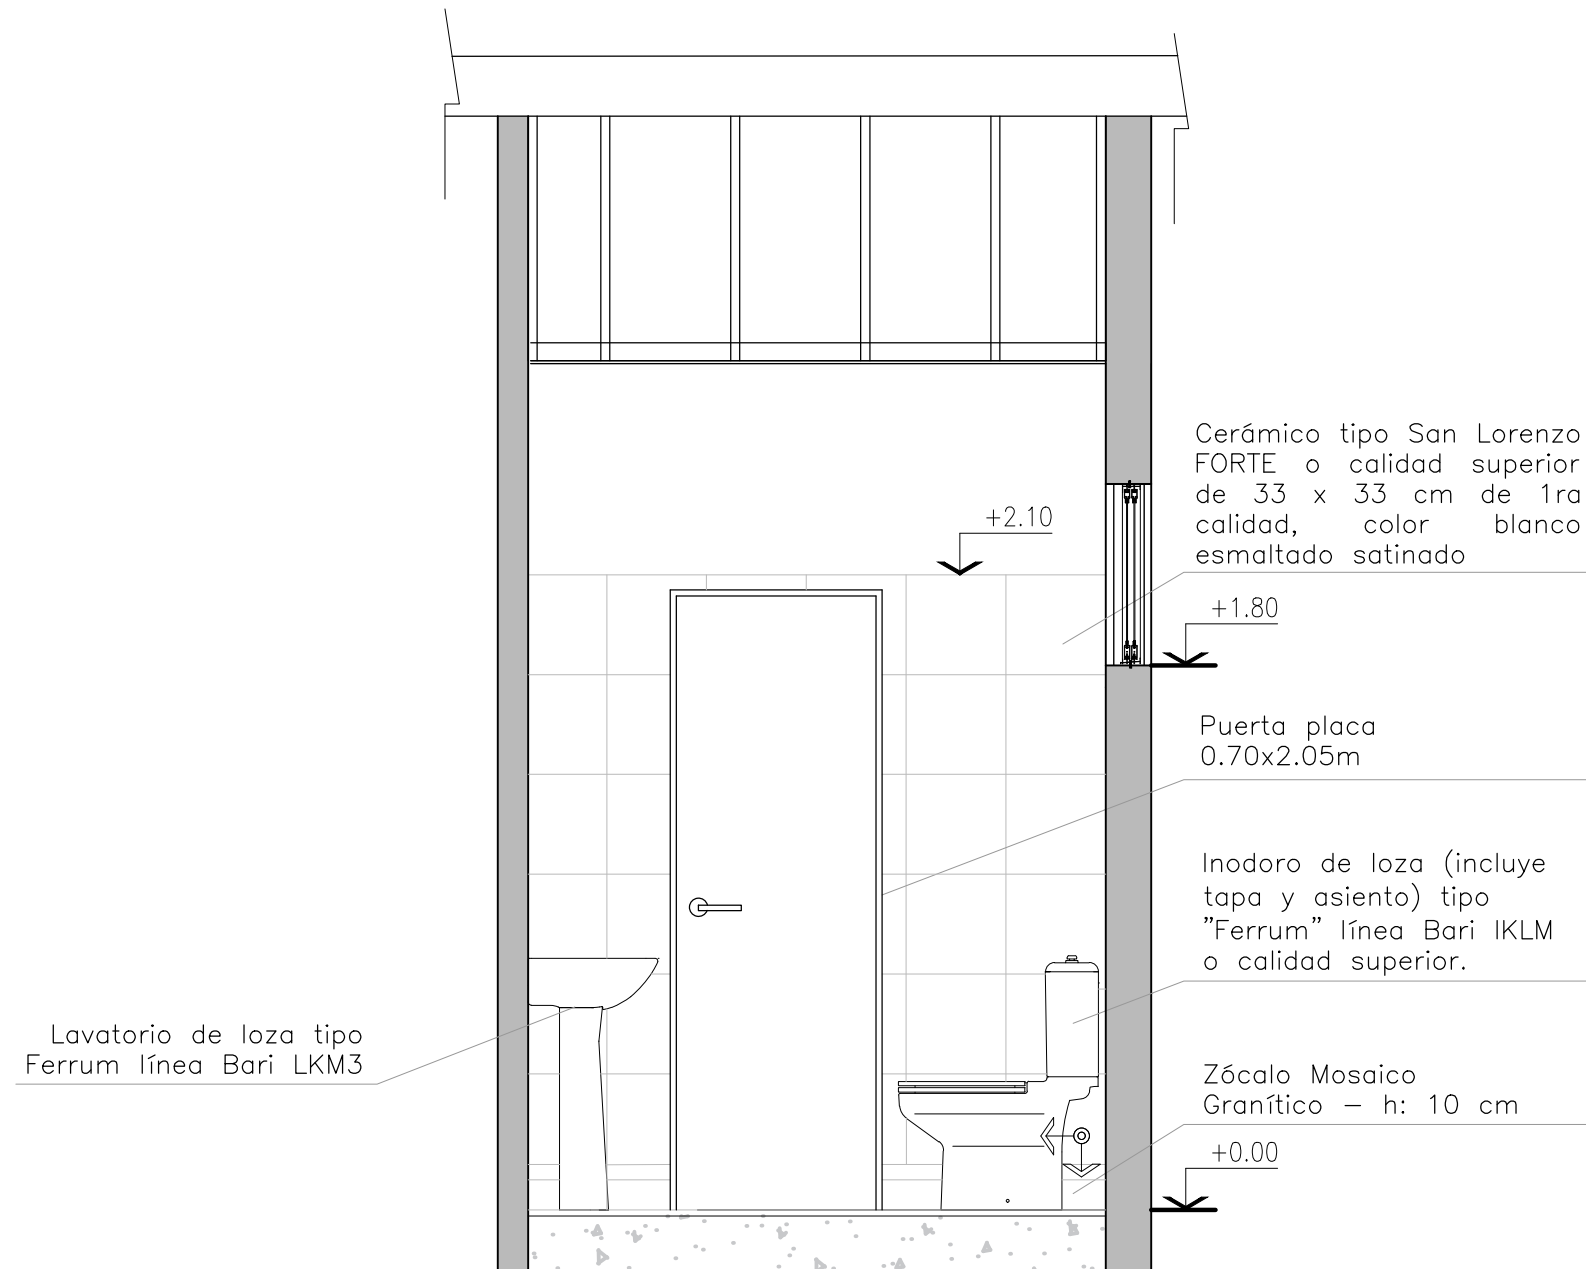 Cerámico tipo San Lorenzo
FORTE o calidad superior
de 33 x 33 cm de 1ra
calidad, color blanco
esmaltado satinado
+2.10
+1.80
Puerta placa
0.70x2.05m
Inodoro de loza (incluye
tapa y asiento) tipo
"Ferrum" línea Bari IKLM
o calidad superior.
Lavatorio de loza tipo
Ferrum línea Bari LKM3
Zócalo Mosaico
Granítico – h: 10 cm
+0.00